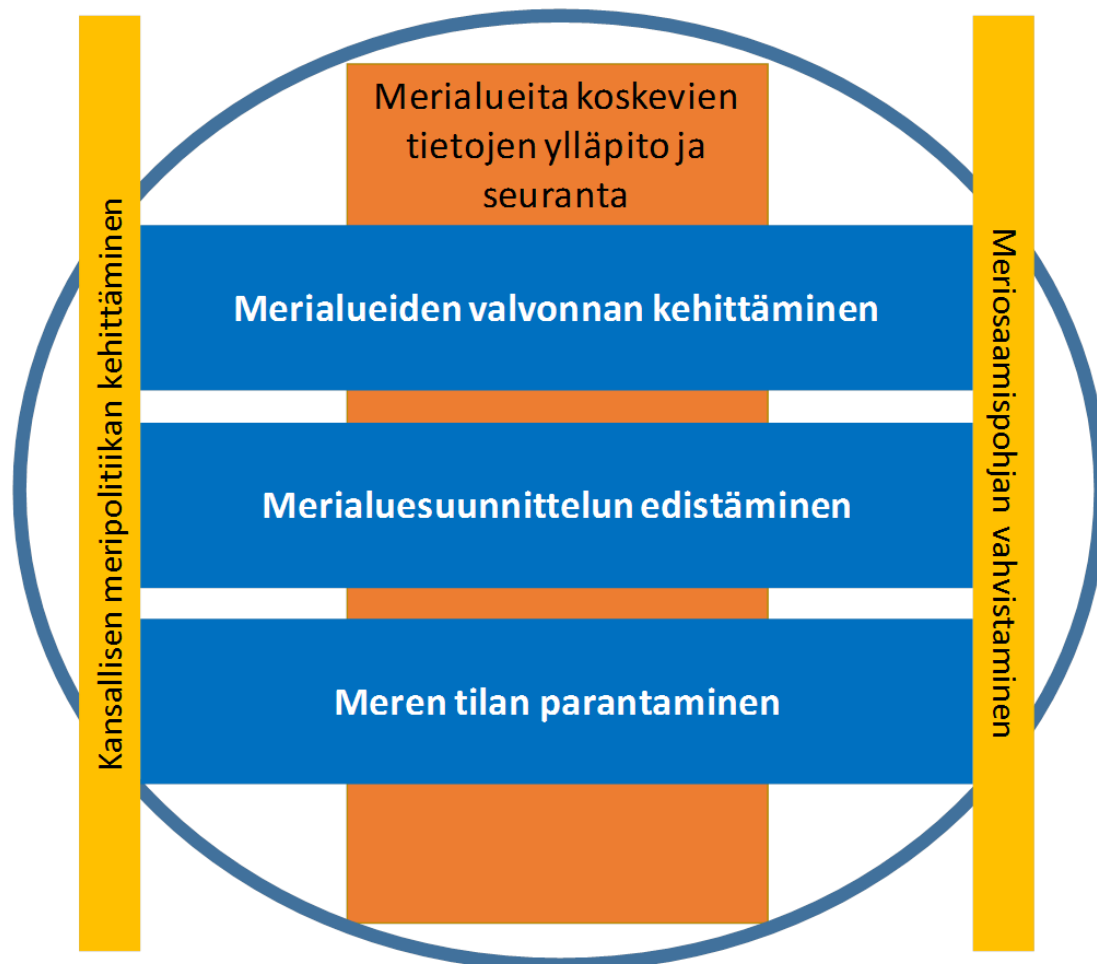 Merialueita koskevien
tietojen ylläpito ja
seuranta
Kansallisen meripolitiikan kehittäminen
Merialueiden valvonnan kehittäminen
Merialuesuunnittelun edistäminen
Meren tilan parantaminen
Meriosaamispohjan vahvistaminen